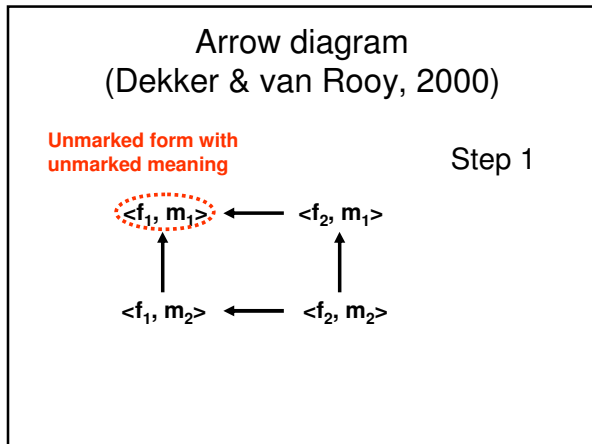 Arrow diagram
(Dekker & van Rooy, 2000)
Unmarked form with
unmarked meaning
Step 1
<f₁, m₁> <f₂, m₁>
<f₁, m₂> <f₂, m₂>